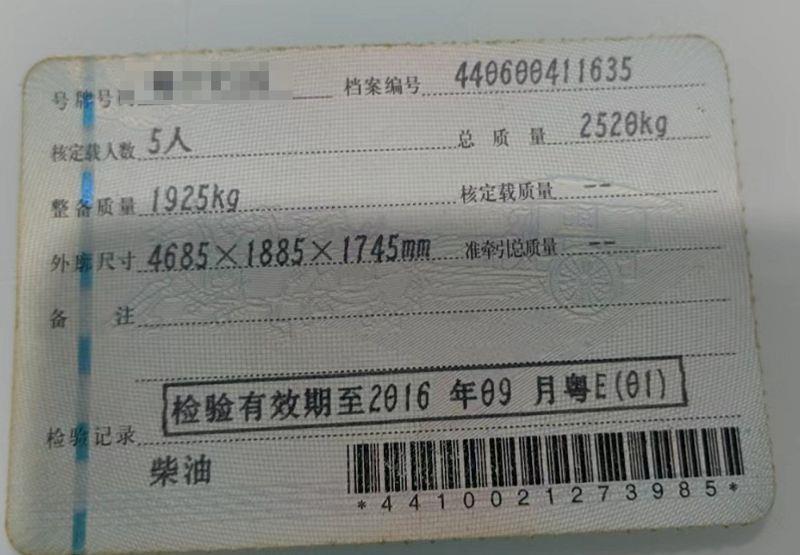 号牌号码 档案编号 440600411635
核定载人数 5人 总质量 2520kg
整备质量 1925kg 核定载质量 --
外廓尺寸 4685×1885×1745mm 准牵引总质量 --
备注
检验有效期至2016年09月粤E(01)
检验记录
柴油
*4410021273985*